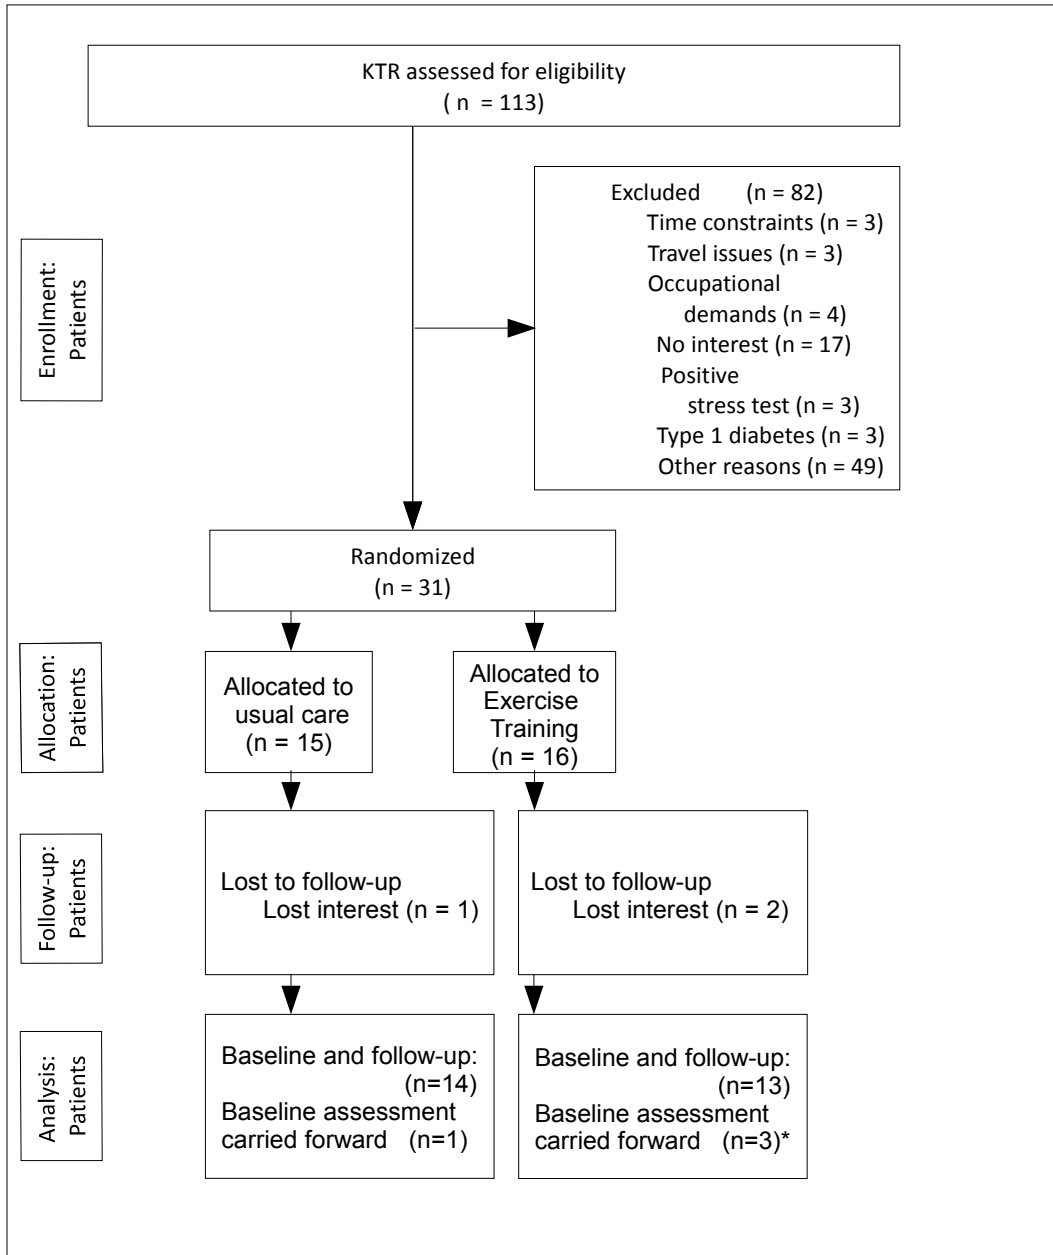 KTR assessed for eligibility
( n = 113)
Excluded (n = 82)
Time constraints (n = 3)
Travel issues (n = 3)
Occupational
demands (n = 4)
No interest (n = 17)
Positive
stress test (n = 3)
Type 1 diabetes (n = 3)
Other reasons (n = 49)
Enrollment:
Patients
Randomized
(n = 31)
Allocation:
Patients
Allocated to
usual care
(n = 15)
Allocated to
Exercise
Training
(n = 16)
Follow-up:
Patients
Lost to follow-up
Lost interest (n = 1)
Lost to follow-up
Lost interest (n = 2)
Analysis:
Patients
Baseline and follow-up:
(n=14)
Baseline assessment
carried forward (n=1)
Baseline and follow-up:
(n=13)
Baseline assessment
carried forward (n=3)*